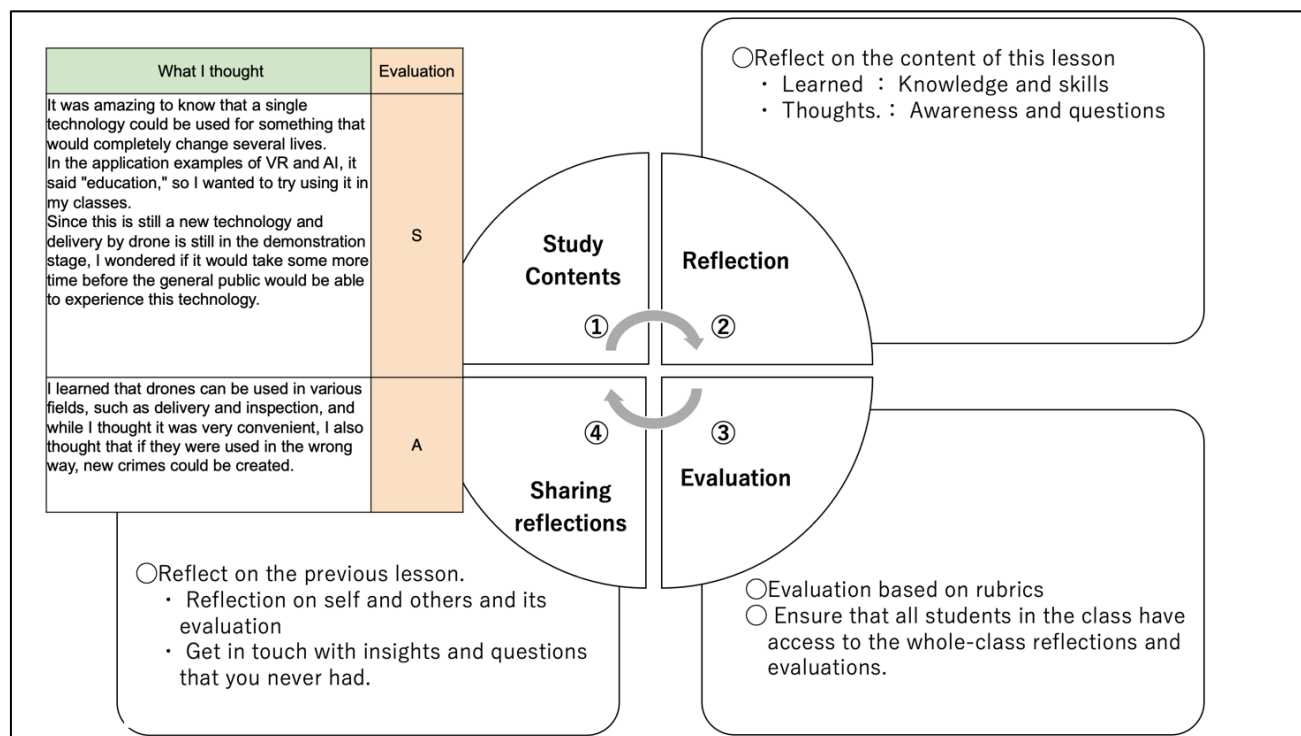 What I thought
Evaluation
It was amazing to know that a single
technology could be used for something that
would completely change several lives.
In the application examples of VR and AI, it
said "education," so I wanted to try using it in
my classes.
Since this is still a new technology and
delivery by drone is still in the demonstration
stage, I wondered if it would take some more
time before the general public would be able
to experience this technology.
S
I learned that drones can be used in various
fields, such as delivery and inspection, and
while I thought it was very convenient, I also
thought that if they were used in the wrong
way, new crimes could be created.
A
Study
Contents
①
Reflection
②
○Reflect on the content of this lesson
・ Learned ： Knowledge and skills
・ Thoughts.： Awareness and questions
③
Evaluation
○Evaluation based on rubrics
○ Ensure that all students in the class have
access to the whole-class reflections and
evaluations.
④
Sharing
reflections
○Reflect on the previous lesson.
・ Reflection on self and others and its
evaluation
・ Get in touch with insights and questions
that you never had.